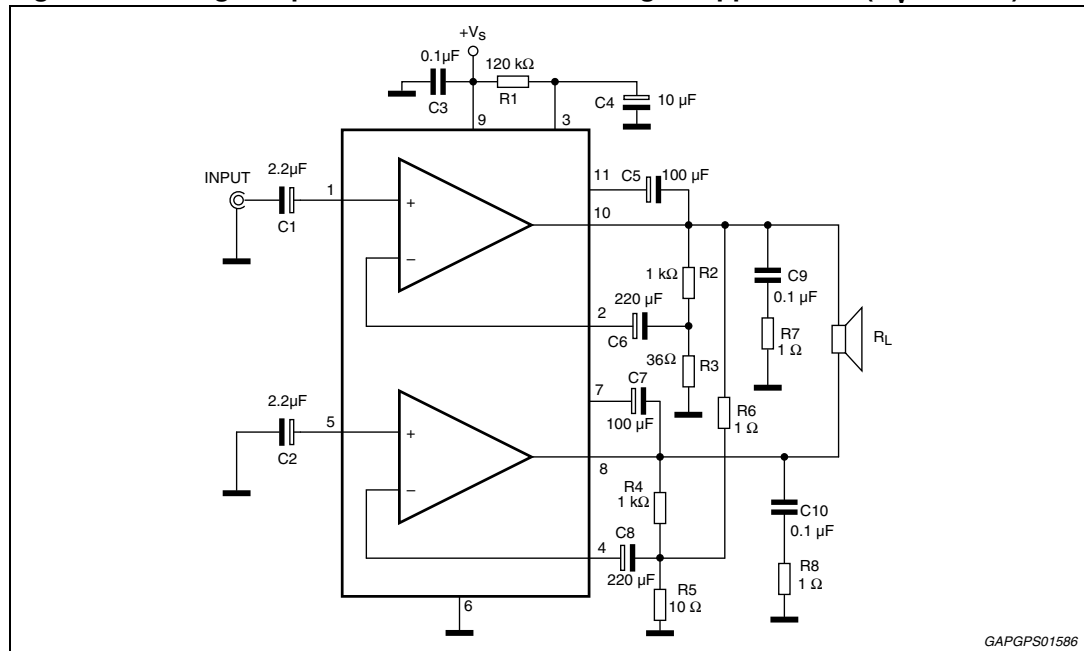 +VS
0.1µF
120 kΩ
C3
R1
C4
10 µF
9
3
2.2µF
INPUT
1
C1
+
–
11
C5
100 µF
10
1 kΩ
R2
C9
0.1 µF
220 µF
2
C6
R7
1 Ω
RL
36Ω
R3
C7
7
2.2µF
5
C2
+
–
100 µF
R6
1 Ω
8
R4
1 kΩ
C10
0.1 µF
C8
4
220 µF
R5
10 Ω
R8
1 Ω
6
GAPGPS01586